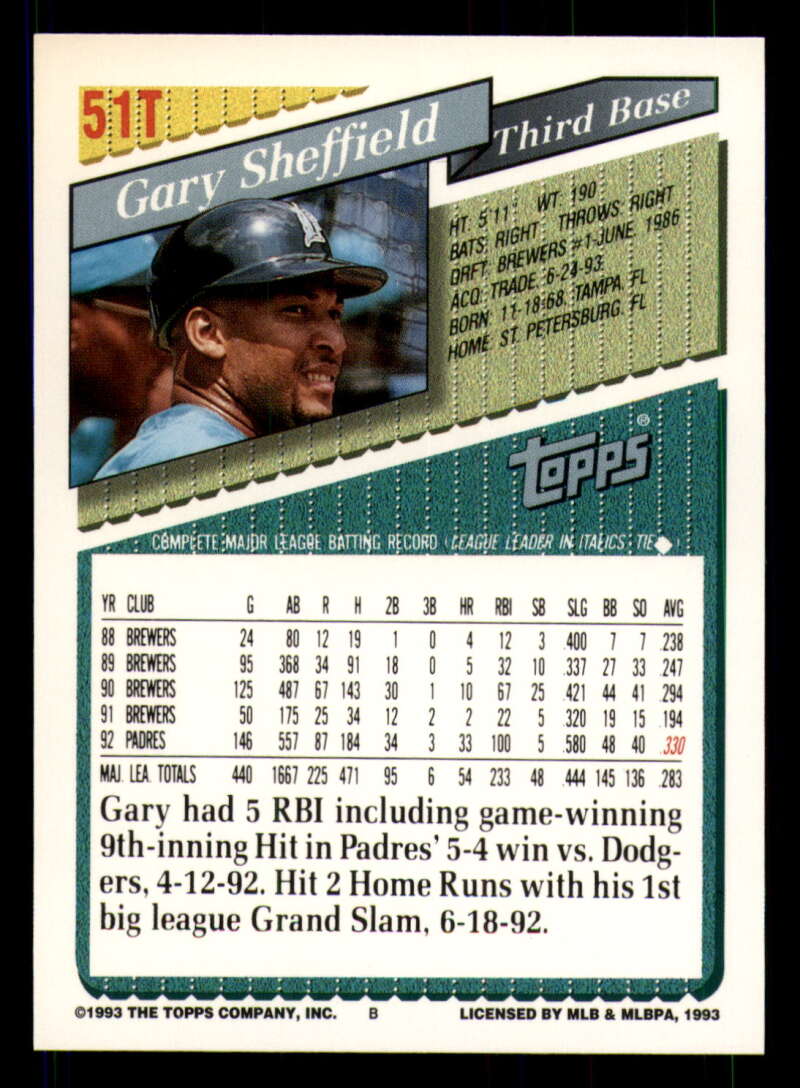 51T
Gary Sheffield
Third Base
HT. 5'11" WT. 190
BATS: RIGHT THROWS: RIGHT
DRFT. BREWERS #1-JUNE, 1986
ACQ. TRADE, 6-24-93
BORN 11-18-68, TAMPA, FL
HOME ST. PETERSBURG, FL
Topps®
COMPLETE MAJOR LEAGUE BATTING RECORD (LEAGUE LEADER IN ITALICS, TIE◆)
YR CLUB G AB R H 2B 3B HR RBI SB SLG BB SO AVG
88 BREWERS 24 80 12 19 1 0 4 12 3 .400 7 7 .238
89 BREWERS 95 368 34 91 18 0 5 32 10 .337 27 33 .247
90 BREWERS 125 487 67 143 30 1 10 67 25 .421 44 41 .294
91 BREWERS 50 175 25 34 12 2 2 22 5 .320 19 15 .194
92 PADRES 146 557 87 184 34 3 33 100 5 .580 48 40 .330
MAJ. LEA. TOTALS 440 1667 225 471 95 6 54 233 48 .444 145 136 .283
Gary had 5 RBI including game-winning
9th-inning Hit in Padres' 5-4 win vs. Dodg-
ers, 4-12-92. Hit 2 Home Runs with his 1st
big league Grand Slam, 6-18-92.
©1993 THE TOPPS COMPANY, INC. B LICENSED BY MLB & MLBPA, 1993